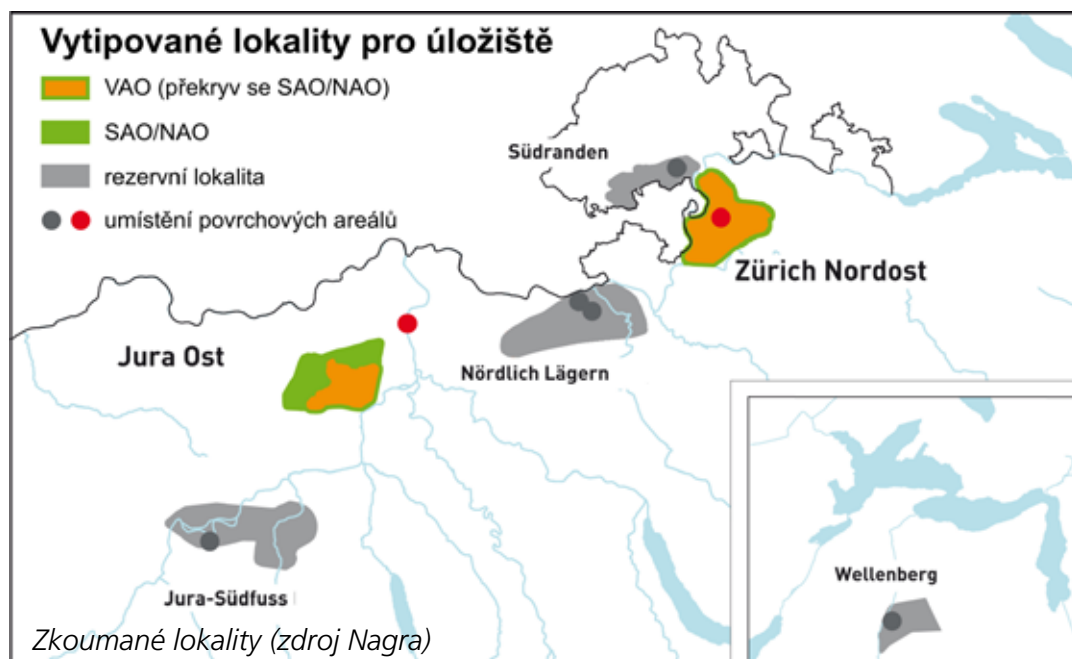 Vytipované lokality pro úložiště
VAO (překryv se SAO/NAO)
SAO/NAO
rezervní lokalita
umístění povrchových areálů
Südranden
Zürich Nordost
Jura Ost
Nördlich Lägern
Jura-Südfuss
Wellenberg
Zkoumané lokality (zdroj Nagra)